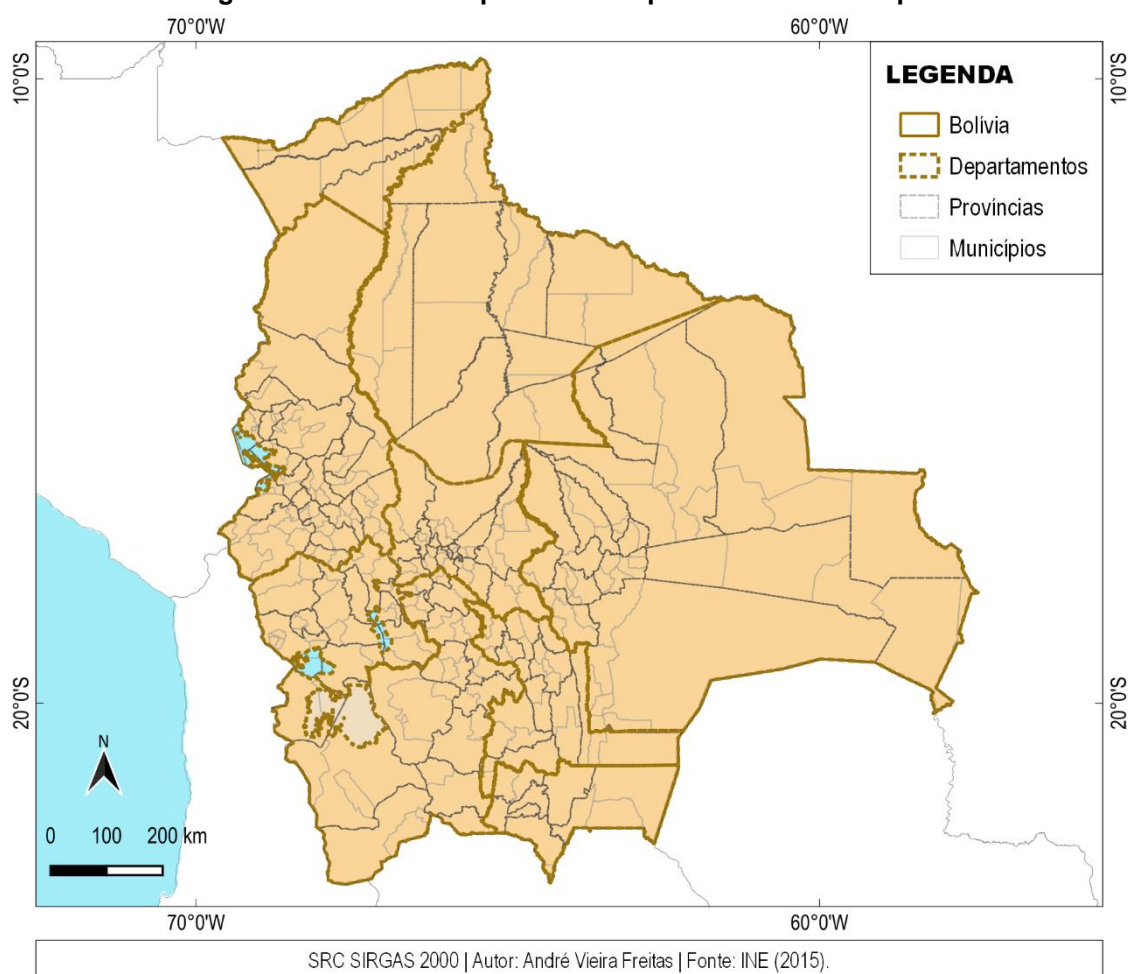 70°0'W 60°0'W
10°0'S 10°0'S
LEGENDA
Bolívia
Departamentos
Províncias
Municípios
20°0'S 20°0'S
N
0 100 200 km
70°0'W 60°0'W
SRC SIRGAS 2000 | Autor: André Vieira Freitas | Fonte: INE (2015).